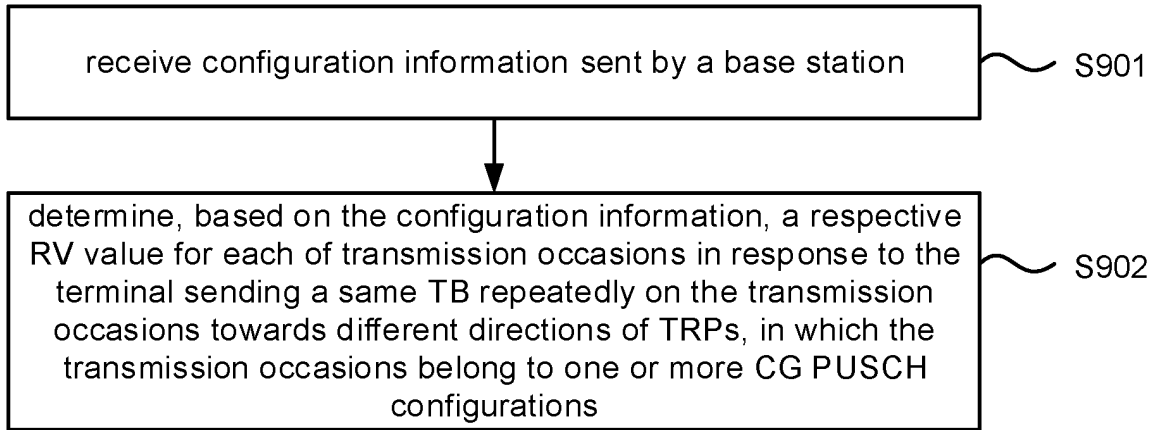 receive configuration information sent by a base station
S901
determine, based on the configuration information, a respective
RV value for each of transmission occasions in response to the
terminal sending a same TB repeatedly on the transmission
occasions towards different directions of TRPs, in which the
transmission occasions belong to one or more CG PUSCH
configurations
S902